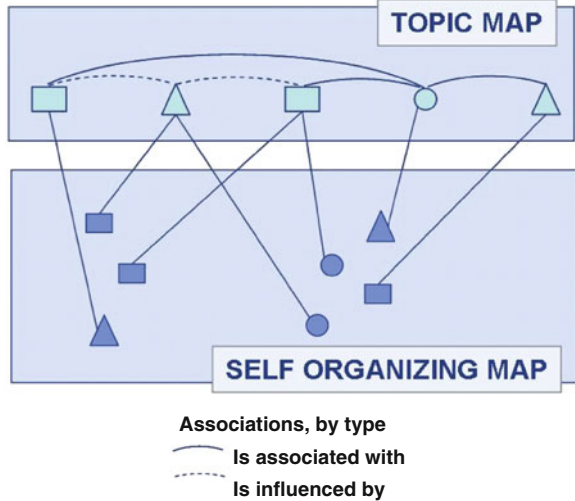 TOPIC MAP
SELF ORGANIZING MAP
Associations, by type
Is associated with
Is influenced by